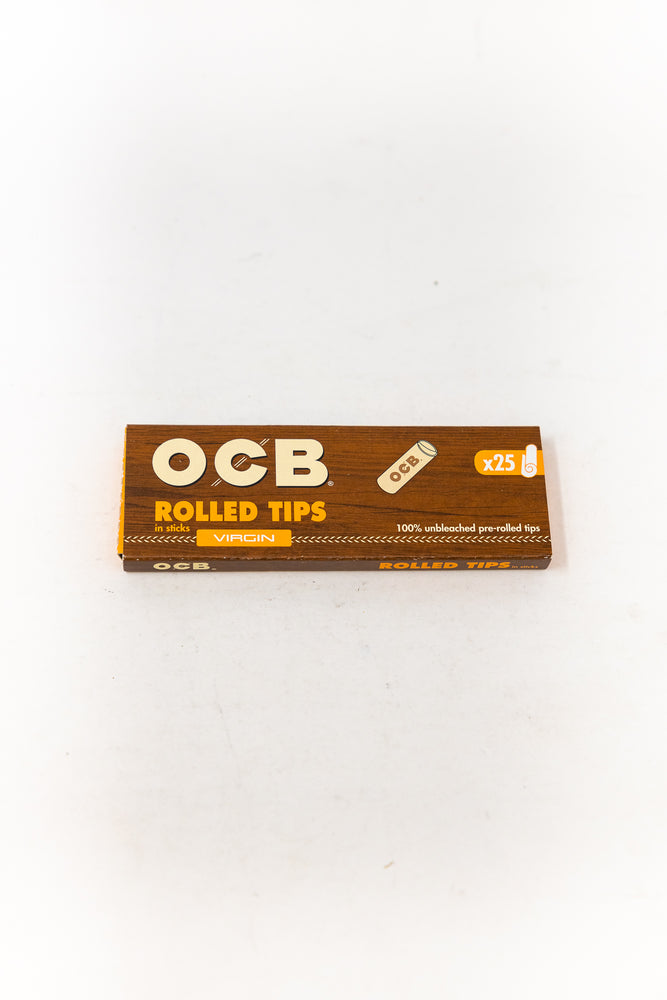 OCB®
ROLLED TIPS
in sticks
VIRGIN
OCB
x25
100% unbleached pre-rolled tips
OCB
ROLLED TIPS in sticks